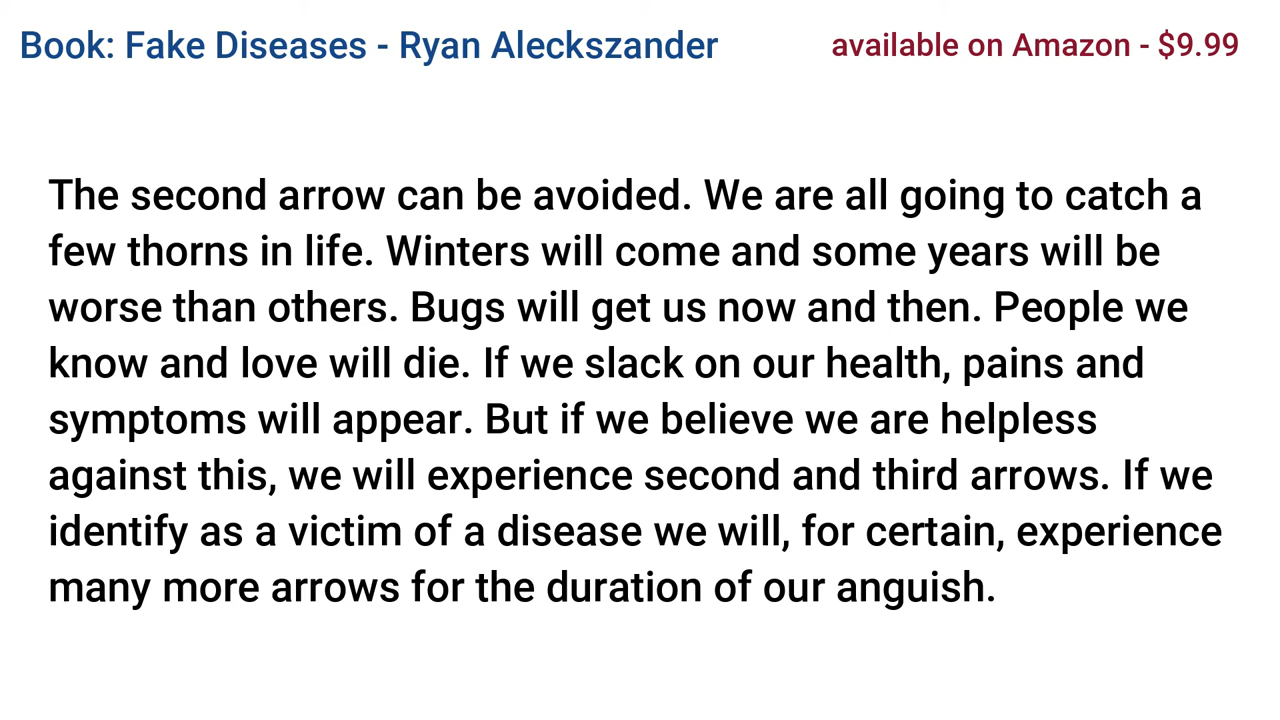 Book: Fake Diseases - Ryan Aleckszander
available on Amazon - $9.99
The second arrow can be avoided. We are all going to catch a
few thorns in life. Winters will come and some years will be
worse than others. Bugs will get us now and then. People we
know and love will die. If we slack on our health, pains and
symptoms will appear. But if we believe we are helpless
against this, we will experience second and third arrows. If we
identify as a victim of a disease we will, for certain, experience
many more arrows for the duration of our anguish.